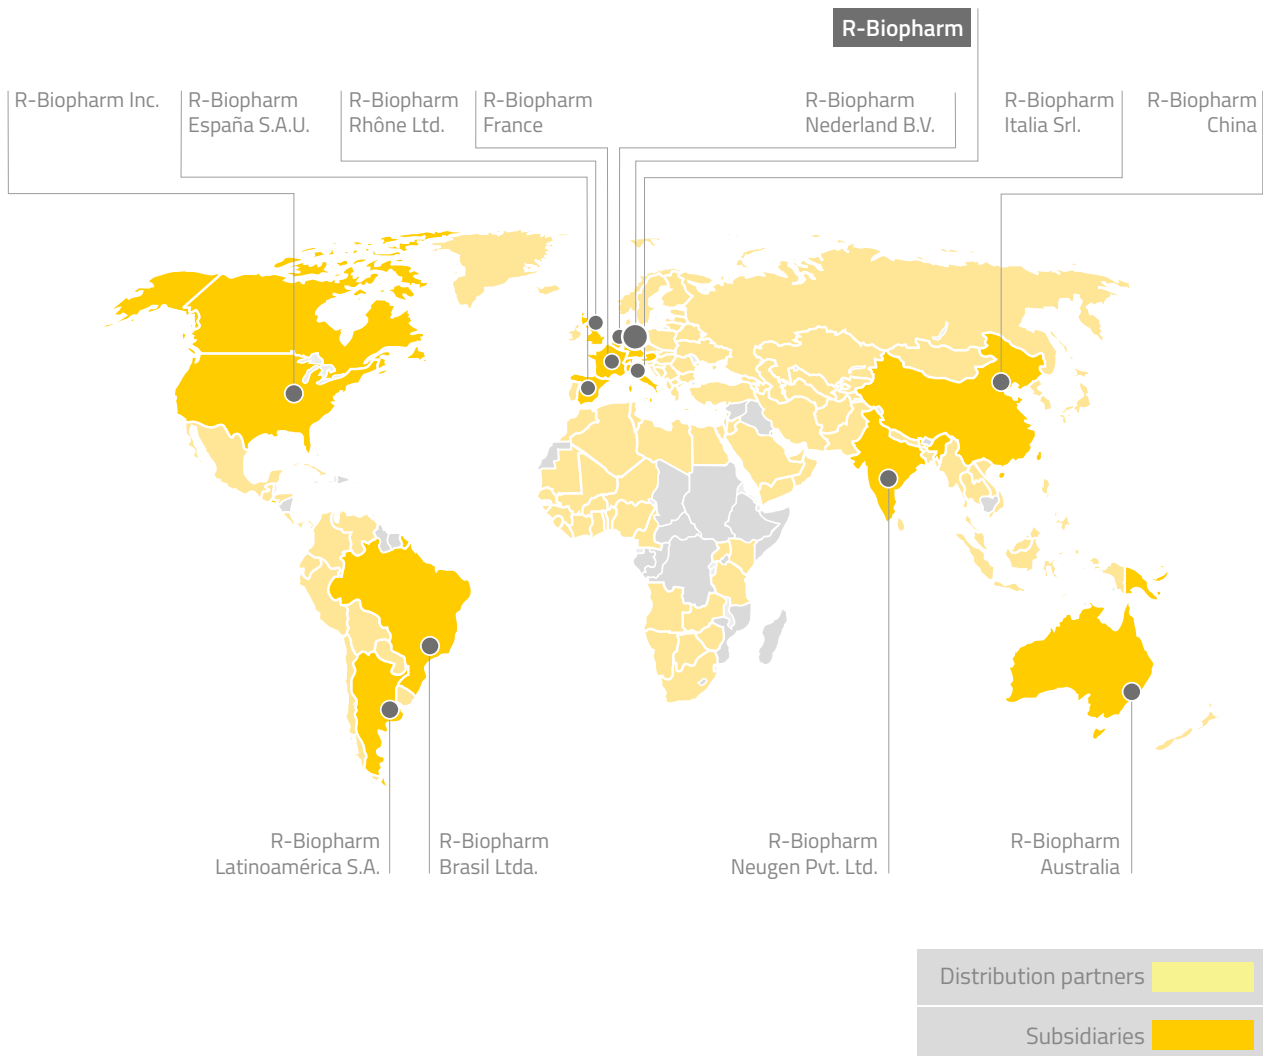 R-Biopharm
R-Biopharm Inc.
R-Biopharm
España S.A.U.
R-Biopharm
Rhône Ltd.
R-Biopharm
France
R-Biopharm
Nederland B.V.
R-Biopharm
Italia Srl.
R-Biopharm
China
R-Biopharm
Latinoamérica S.A.
R-Biopharm
Brasil Ltda.
R-Biopharm
Neugen Pvt. Ltd.
R-Biopharm
Australia
Distribution partners
Subsidiaries